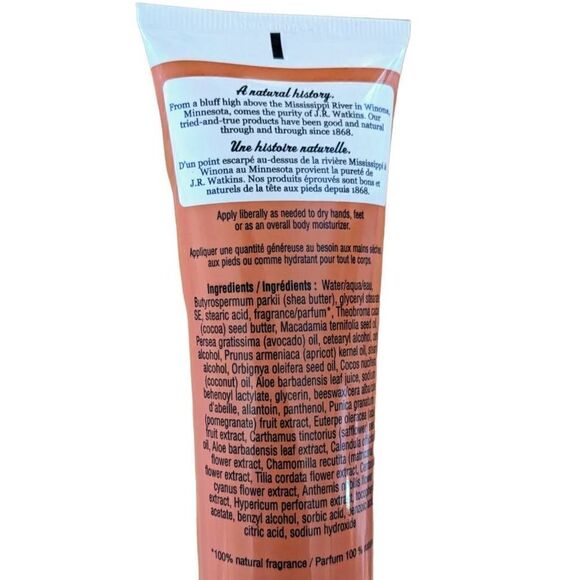 A natural history.
From a bluff high above the Mississippi River in Winona,
Minnesota, comes the purity of J.R. Watkins. Our
tried-and-true products have been good and natural
through and through since 1868.
Une histoire naturelle.
D'un point escarpé au-dessus de la rivière Mississippi à
Winona au Minnesota provient la pureté de
J.R. Watkins. Nos produits éprouvés sont bons et
naturels de la tête aux pieds depuis 1868.
Apply liberally as needed to dry hands, feet
or as an overall body moisturizer.
Appliquer une quantité généreuse au besoin aux mains sèches,
aux pieds ou comme hydratant pour tout le corps.
Ingredients / Ingrédients : Water/aqua/eau,
Butyrospermum parkii (shea butter), glyceryl
SE, stearic acid, fragrance/parfum*, Theobroma
(cocoa) seed butter, Macadamia ternifolia seed oil,
Persea gratissima (avocado) oil, cetearyl alcohol,
alcohol, Prunus armeniaca (apricot) kernel oil,
alcohol, Orbignya oleifera seed oil, Cocos
(coconut) oil, Aloe barbadensis leaf juice,
behenoyl lactylate, glycerin, beeswax/cera
d'abeille, allantoin, panthenol, Punica granatum
(pomegranate) fruit extract, Euterpe oleracea
fruit extract, Carthamus tinctorius (safflower)
oil, Aloe barbadensis leaf extract, Calendula
flower extract, Chamomilla recutita
flower extract, Tilia cordata flower extract,
cyanus flower extract, Anthemis nobilis flower
extract, Hypericum perforatum extract,
acetate, benzyl alcohol, sorbic acid, benzoic
citric acid, sodium hydroxide
*100% natural fragrance / Parfum 100 %